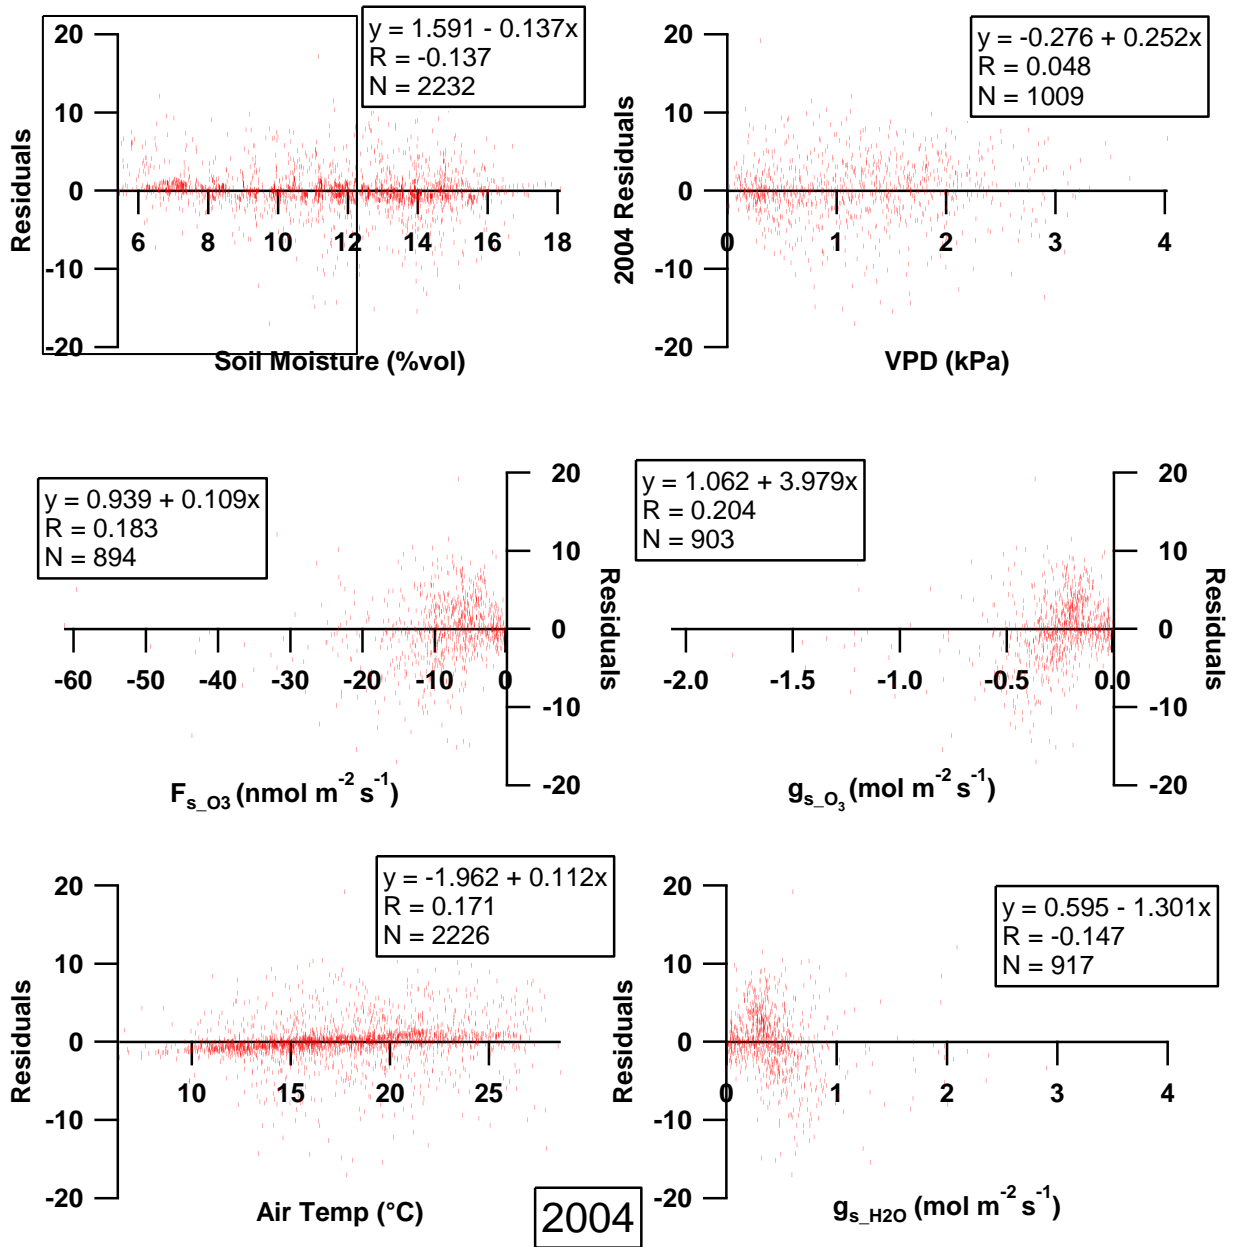 20
10
0
-10
-20
Residuals
6 8 10 12 14 16 18
Soil Moisture (%vol)
y = 1.591 - 0.137x
R = -0.137
N = 2232
20
10
0
-10
-20
2004 Residuals
0 1 2 3 4
VPD (kPa)
y = -0.276 + 0.252x
R = 0.048
N = 1009
y = 0.939 + 0.109x
R = 0.183
N = 894
20
10
0
-10
-20
Residuals
-60 -50 -40 -30 -20 -10 0
F_s_O3 (nmol m^-2 s^-1)
y = 1.062 + 3.979x
R = 0.204
N = 903
20
10
0
-10
-20
Residuals
-2.0 -1.5 -1.0 -0.5 0.0
g_s_O3 (mol m^-2 s^-1)
20
10
0
-10
-20
Residuals
10 15 20 25
Air Temp (°C)
y = -1.962 + 0.112x
R = 0.171
N = 2226
20
10
0
-10
-20
Residuals
0 1 2 3 4
g_s_H2O (mol m^-2 s^-1)
y = 0.595 - 1.301x
R = -0.147
N = 917
2004